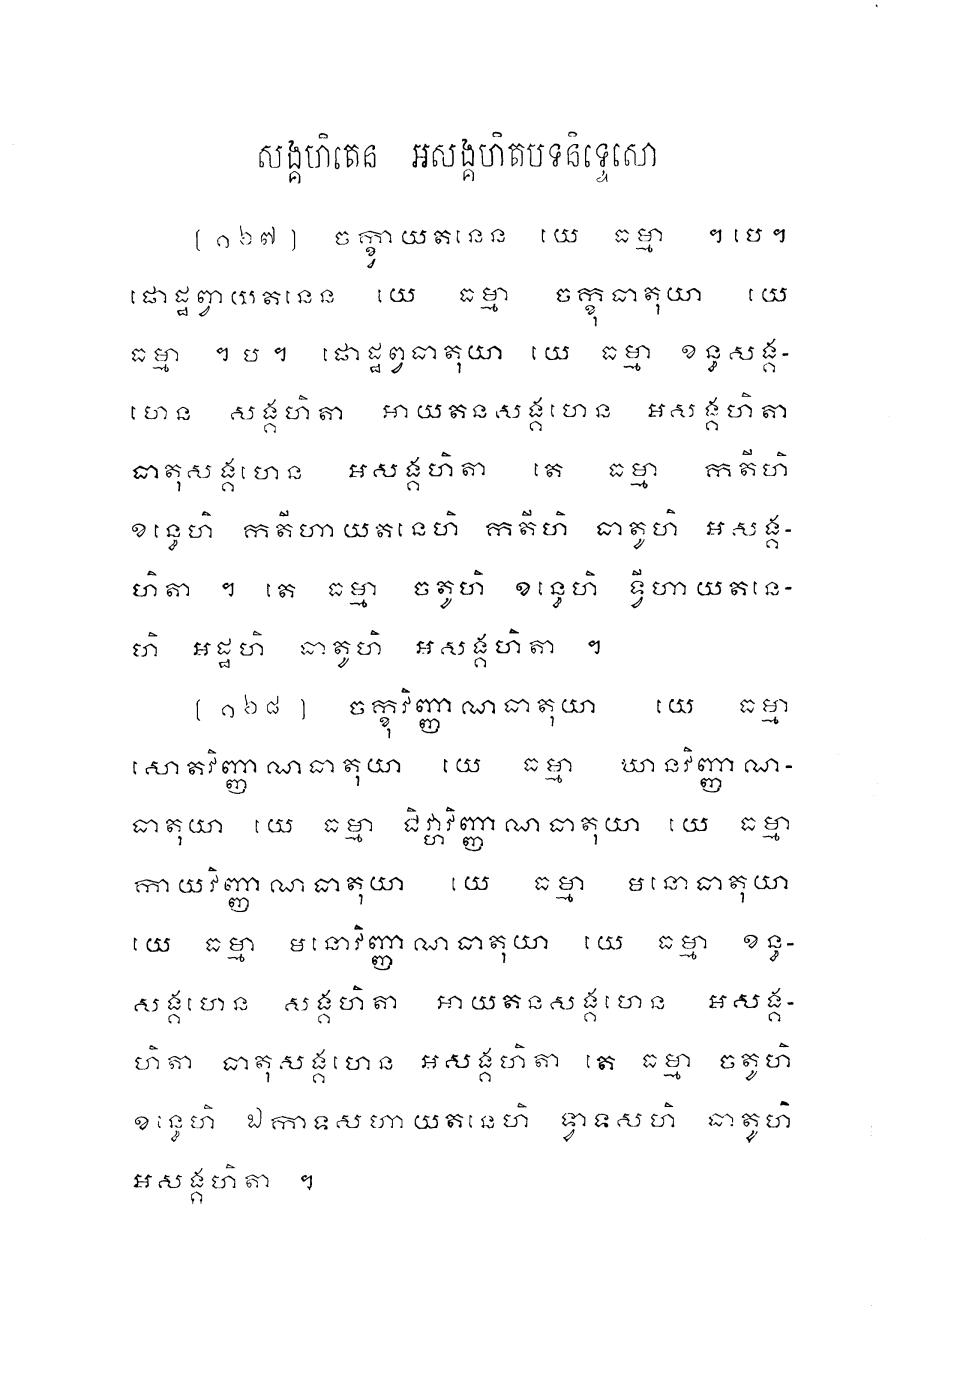 សង្គហិតេន អសង្គហិតបទនិទ្ទេសោ
(១៦៧) ចក្ខ្វាយតនេន យេ ធម្មា ។បេ។
ផោដ្ឋព្វាយតនេន យេ ធម្មា ចក្ខុធាតុយា យេ
ធម្មា ។ប។ ផោដ្ឋព្វធាតុយា យេ ធម្មា ខន្ធសង្គ-
ហេន សង្គហិតា អាយតនសង្គហេន អសង្គហិតា
ធាតុសង្គហេន អសង្គហិតា តេ ធម្មា កតីហិ
ខន្ធេហិ កតីហាយតនេហិ កតីហិ ធាតូហិ អសង្គ-
ហិតា ។ តេ ធម្មា ចតូហិ ខន្ធេហិ ទ្វីហាយតនេ-
ហិ អដ្ឋហិ ធាតូហិ អសង្គហិតា ។
(១៦៨) ចក្ខុវិញ្ញាណធាតុយា យេ ធម្មា
សោតវិញ្ញាណធាតុយា យេ ធម្មា ឃានវិញ្ញាណ-
ធាតុយា យេ ធម្មា ជិវ្ហាវិញ្ញាណធាតុយា យេ ធម្មា
កាយវិញ្ញាណធាតុយា យេ ធម្មា មនោធាតុយា
យេ ធម្មា មនោវិញ្ញាណធាតុយា យេ ធម្មា ខន្ធ-
សង្គហេន សង្គហិតា អាយតនសង្គហេន អសង្គ-
ហិតា ធាតុសង្គហេន អសង្គហិតា តេ ធម្មា ចតូហិ
ខន្ធេហិ ឯកាទសហាយតនេហិ ទ្វាទសហិ ធាតូហិ
អសង្គហិតា ។